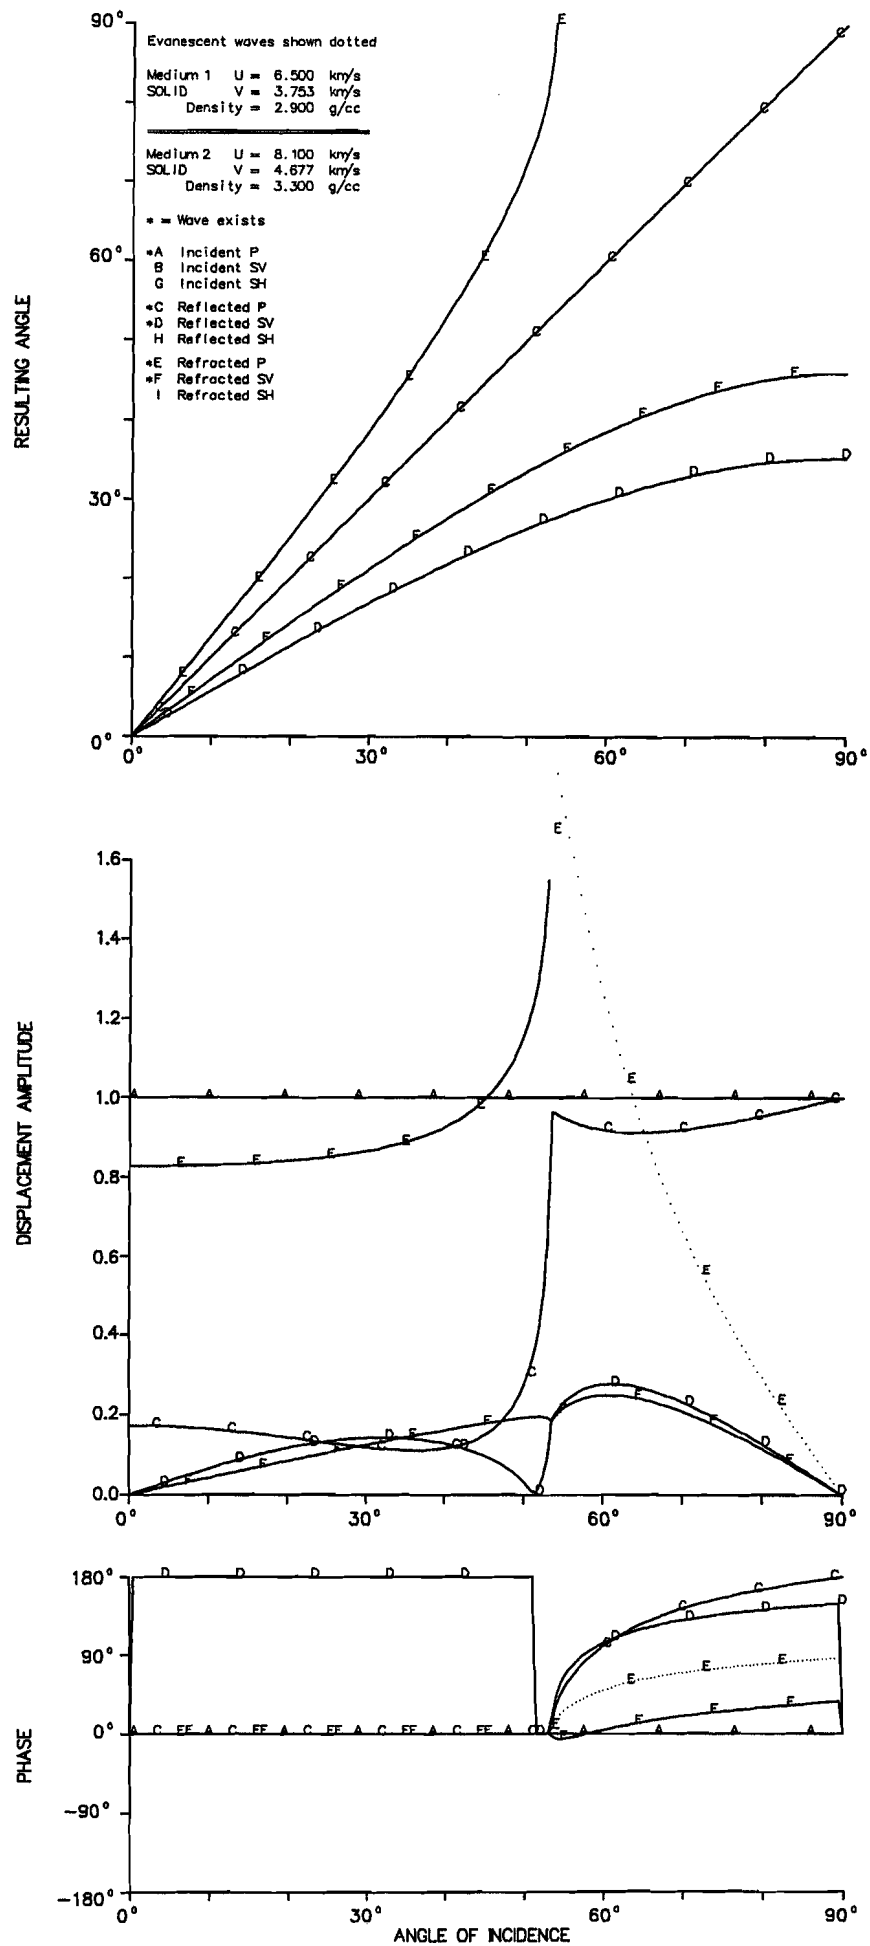 90°
Evanescent waves shown dotted
Medium 1 U = 6.500 km/s
SOLID V = 3.753 km/s
Density = 2.900 g/cc
Medium 2 U = 8.100 km/s
SOLID V = 4.677 km/s
Density = 3.300 g/cc
* = Wave exists
*A Incident P
B Incident SV
G Incident SH
*C Reflected P
*D Reflected SV
H Reflected SH
*E Refracted P
*F Refracted SV
I Refracted SH
60°
30°
0°
RESULTING ANGLE
0° 30° 60° 90°
1.6
1.4
1.2
1.0
0.8
0.6
0.4
0.2
0.0
DISPLACEMENT AMPLITUDE
0° 30° 60° 90°
180°
90°
0°
-90°
-180°
PHASE
0° 30° 60° 90°
ANGLE OF INCIDENCE